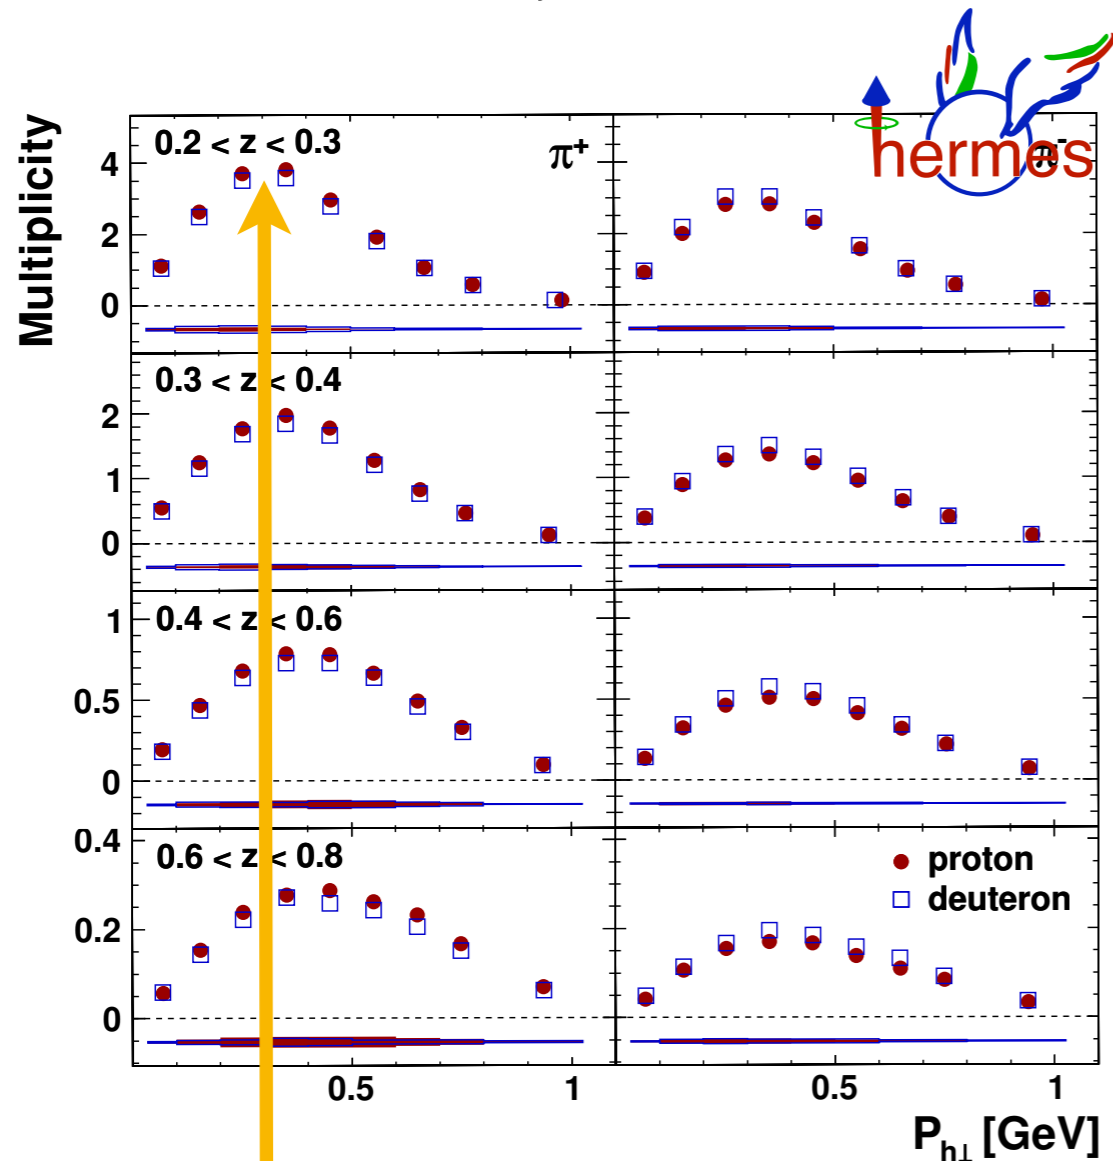 hermes
Multiplicity
0.2 < z < 0.3
π⁺
π⁻
4
2
0
0.3 < z < 0.4
2
1
0
0.4 < z < 0.6
1
0.5
0
0.6 < z < 0.8
0.4
0.2
0
proton
deuteron
0.5
1
0.5
1
P_h⊥ [GeV]